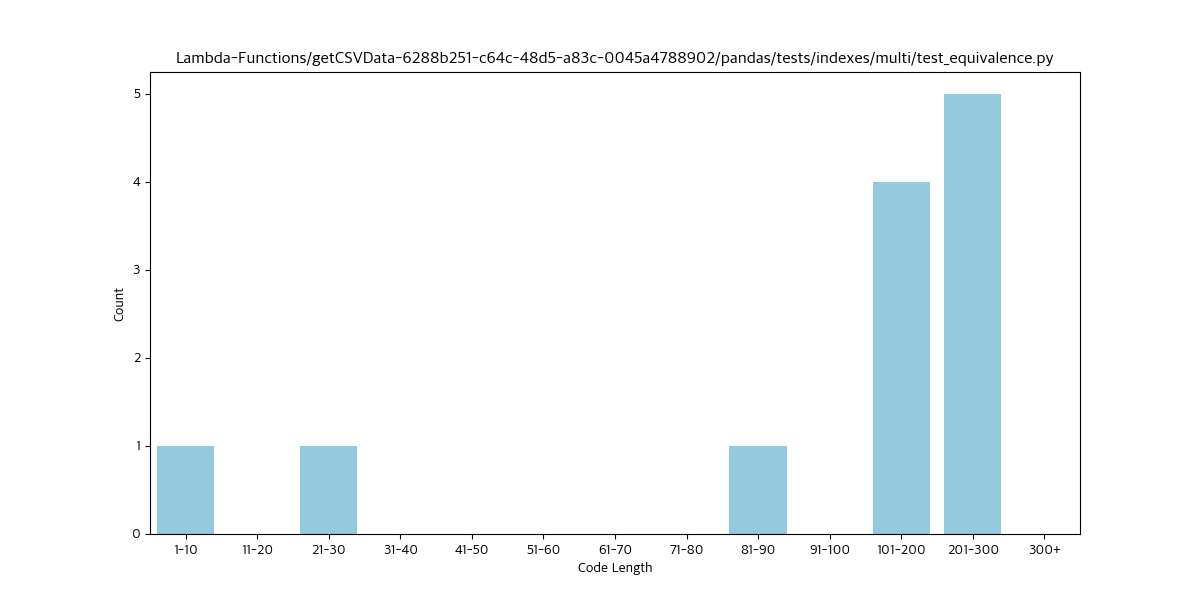 Lambda-Functions/getCSVData-6288b251-c64c-48d5-a83c-0045a4788902/pandas/tests/indexes/multi/test_equivalence.py
5
4
3
2
1
0
Count
1-10 11-20 21-30 31-40 41-50 51-60 61-70 71-80 81-90 91-100 101-200 201-300 300+
Code Length